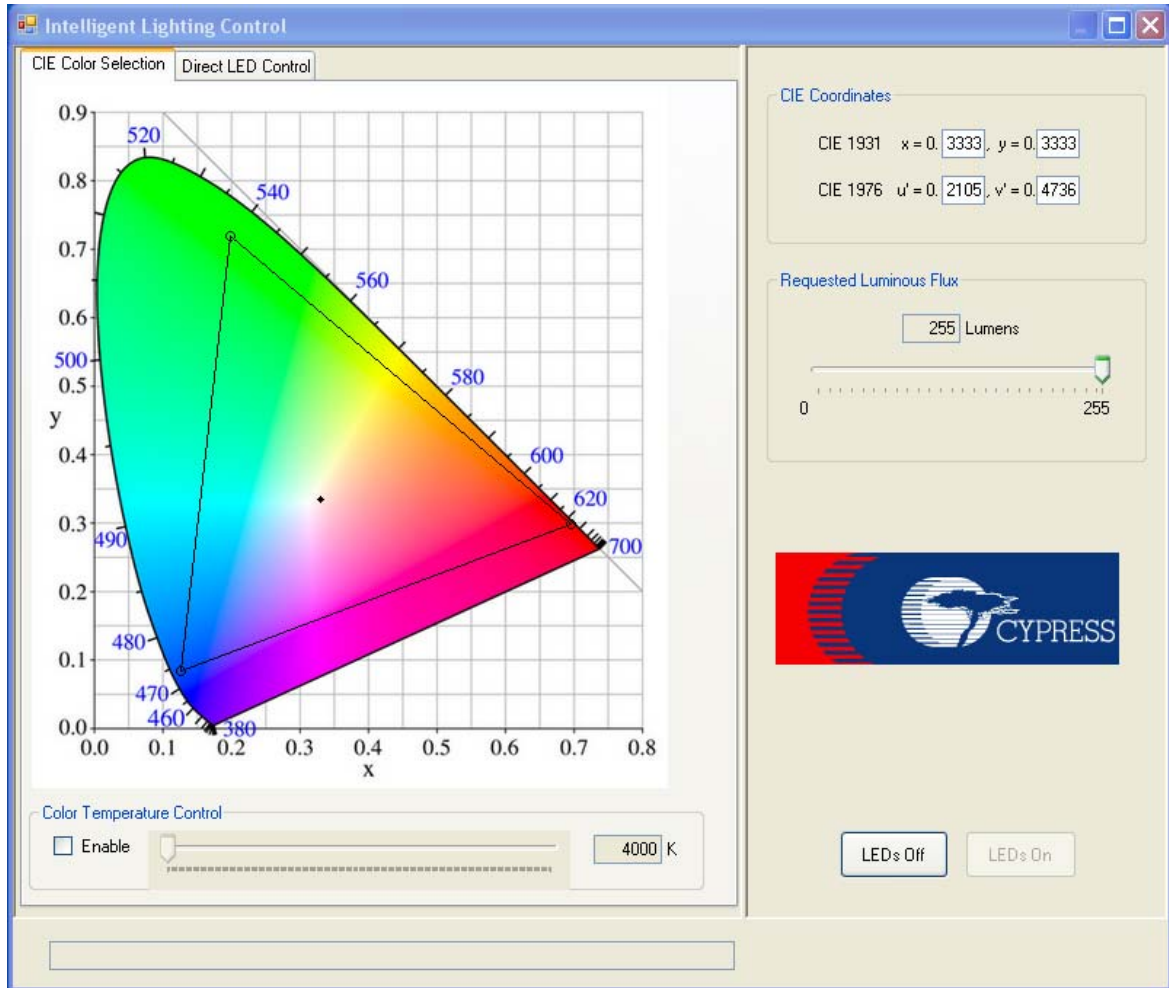 Intelligent Lighting Control
CIE Color Selection
Direct LED Control
0.9
0.8
0.7
0.6
0.5
0.4
0.3
0.2
0.1
0.0
y
520
540
560
580
600
620
700
500
490
480
470
460
380
0.0 0.1 0.2 0.3 0.4 0.5 0.6 0.7 0.8
x
Color Temperature Control
Enable
4000 K
CIE Coordinates
CIE 1931 x = 0. 3333 , y = 0. 3333
CIE 1976 u' = 0. 2105 , v' = 0. 4736
Requested Luminous Flux
255 Lumens
0 255
CYPRESS
LEDs Off
LEDs On